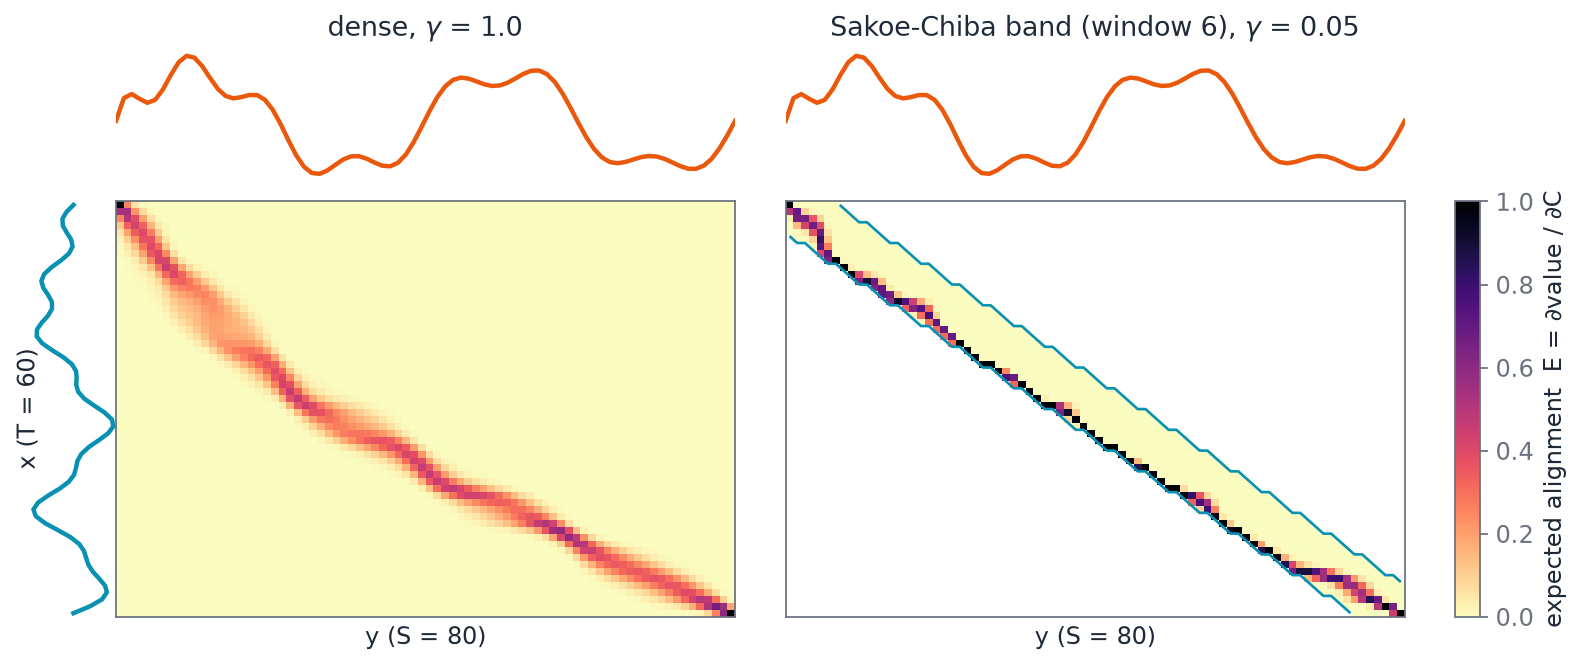 dense, γ = 1.0
Sakoe-Chiba band (window 6), γ = 0.05
x (T = 60)
y (S = 80)
y (S = 80)
1.0
0.8
0.6
0.4
0.2
0.0
expected alignment E = ∂value / ∂C